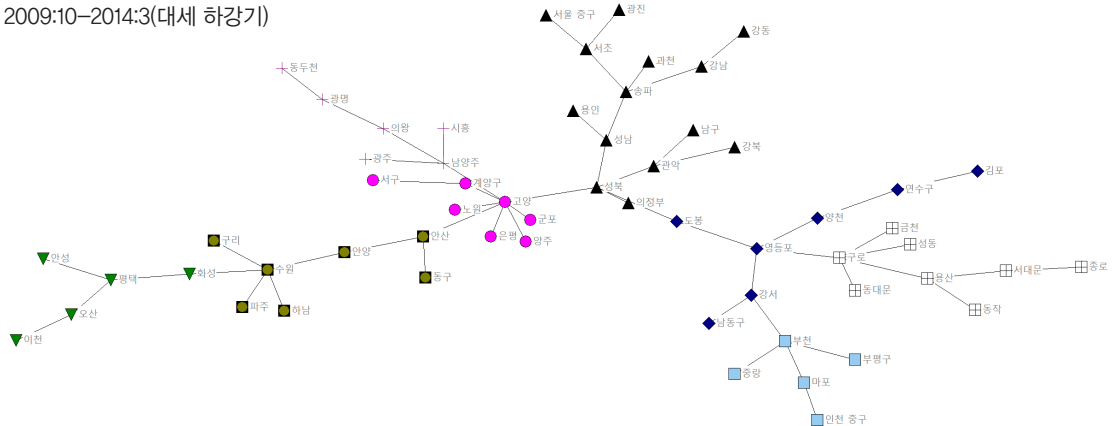 2009:10-2014:3(대세 하강기)
서울 중구
광진
강동
서초
과천
강남
동두천
송파
광명
용인
의왕
시흥
남구
성남
강북
광주
남양주
관악
서구
계양구
성북
김포
연수구
고양
의정부
노원
군포
도봉
양천
금천
은평
양주
안산
구리
안양
영등포
성동
구로
안성
평택
화성
수원
동구
용산
서대문
종로
동대문
강서
파주
하남
동작
오산
남동구
이천
부천
부평구
중랑
마포
인천 중구